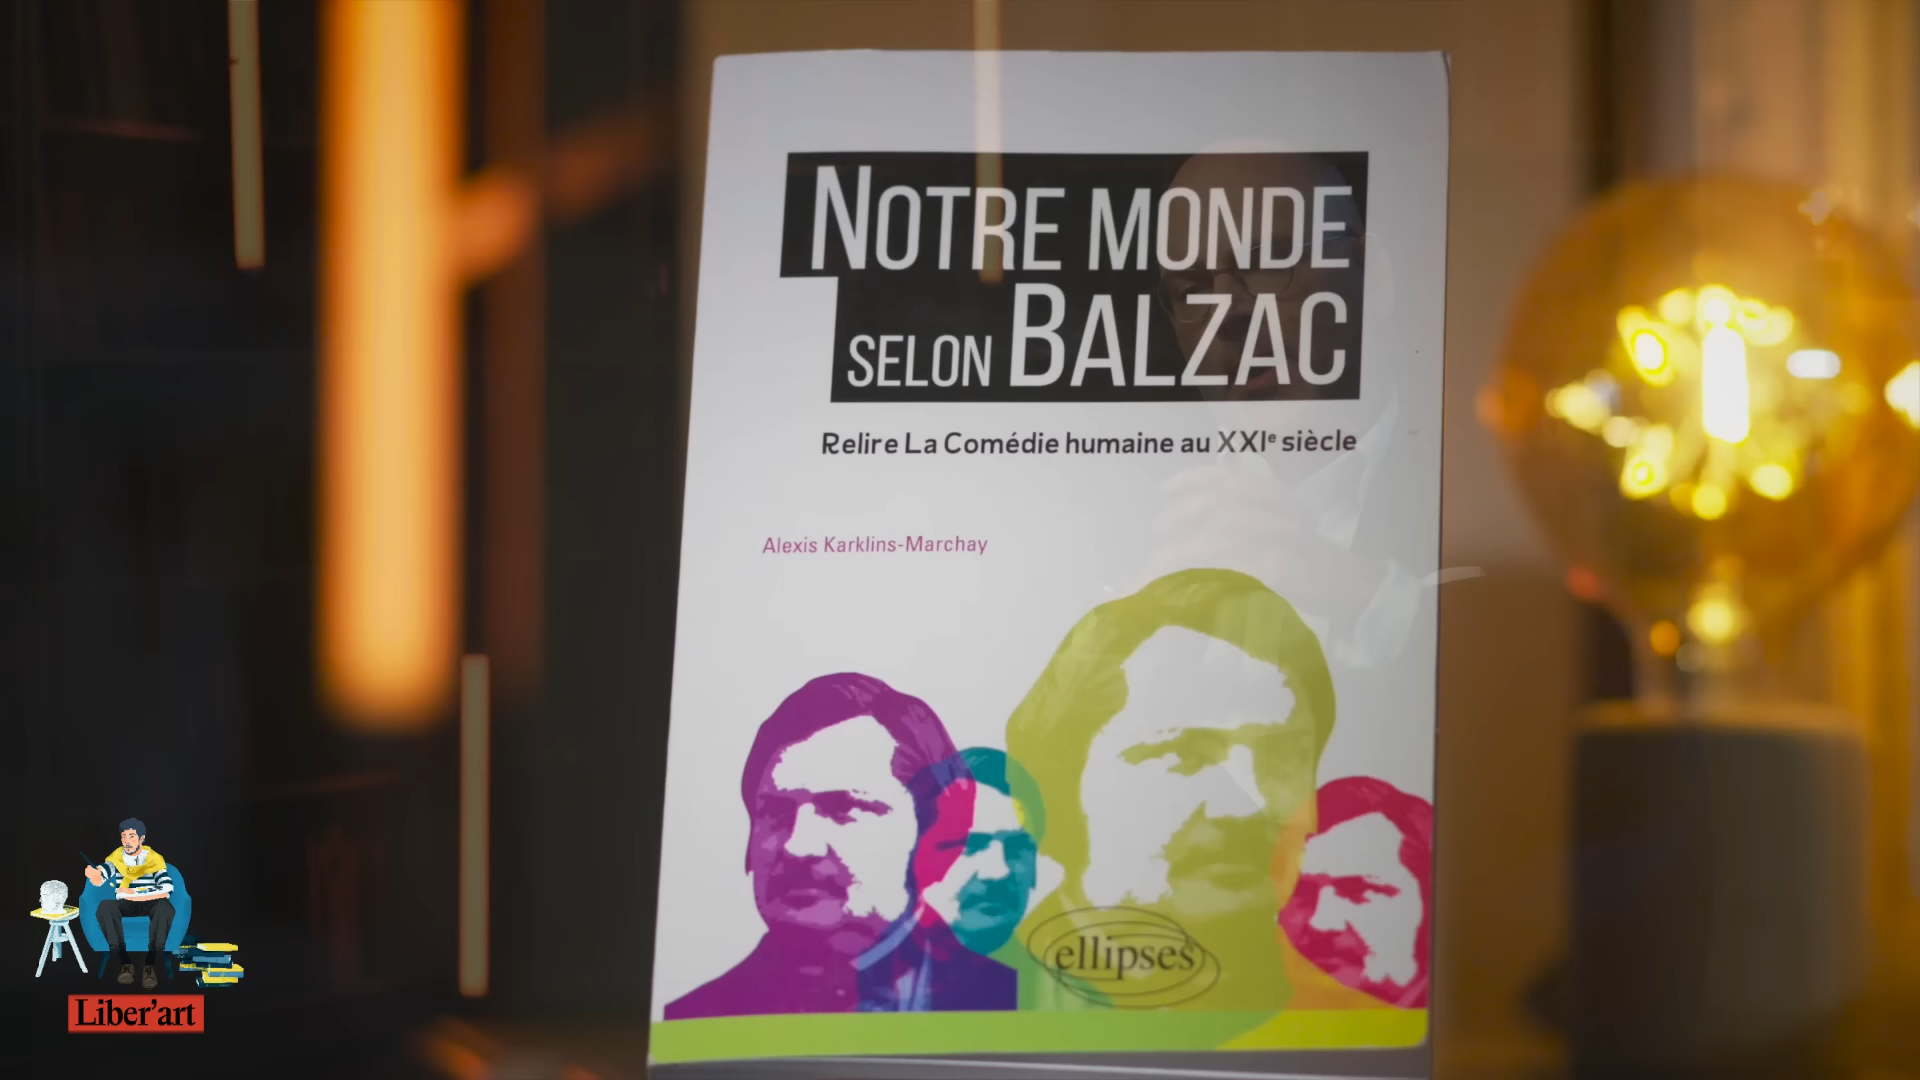 NOTRE MONDE
SELON BALZAC
Relire La Comédie humaine au XXIe siècle
Alexis Karklins-Marchay
ellipses
Liber'art